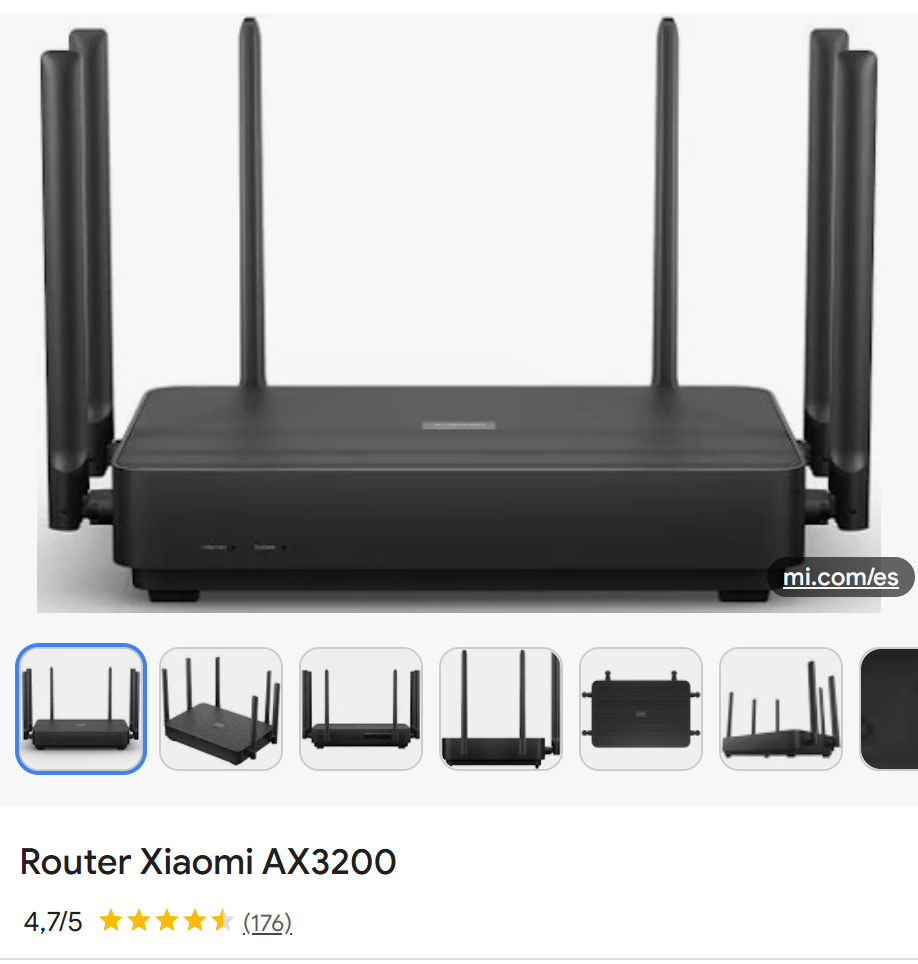 mi.com/es
Router Xiaomi AX3200
4,7/5
(176)